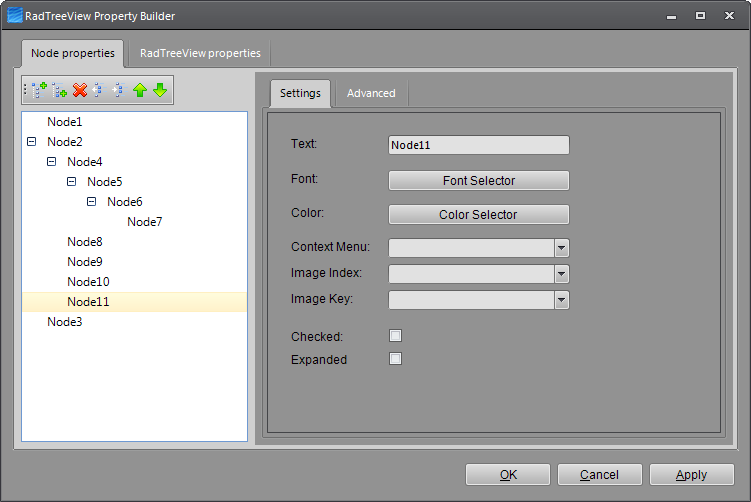 RadTreeView Property Builder
Node properties
RadTreeView properties
Node1
Node2
Node4
Node5
Node6
Node7
Node8
Node9
Node10
Node11
Node3
Settings
Advanced
Text:
Node11
Font:
Font Selector
Color:
Color Selector
Context Menu:
Image Index:
Image Key:
Checked:
Expanded
OK
Cancel
Apply